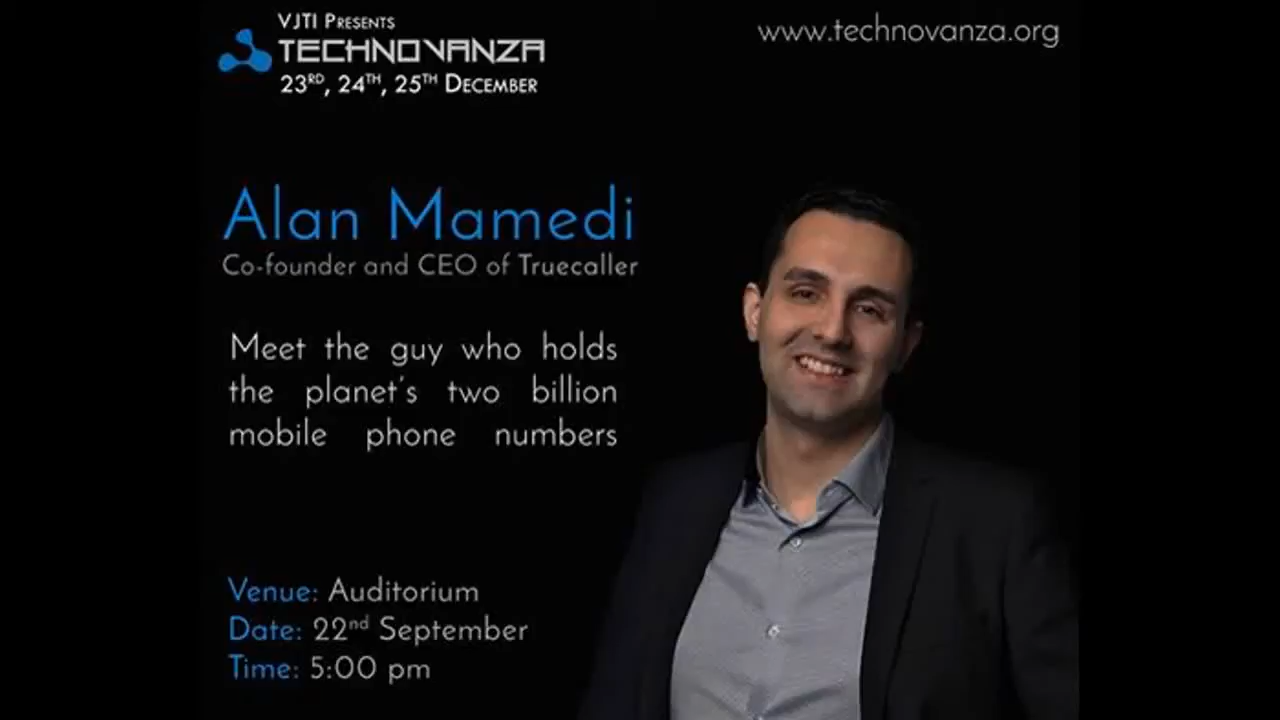 VJTI PRESENTS
TECHNOVANZA
23RD, 24TH, 25TH DECEMBER
www.technovanza.org
Alan Mamedi
Co-founder and CEO of Truecaller
Meet the guy who holds
the planet's two billion
mobile phone numbers
Venue: Auditorium
Date: 22nd September
Time: 5:00 pm